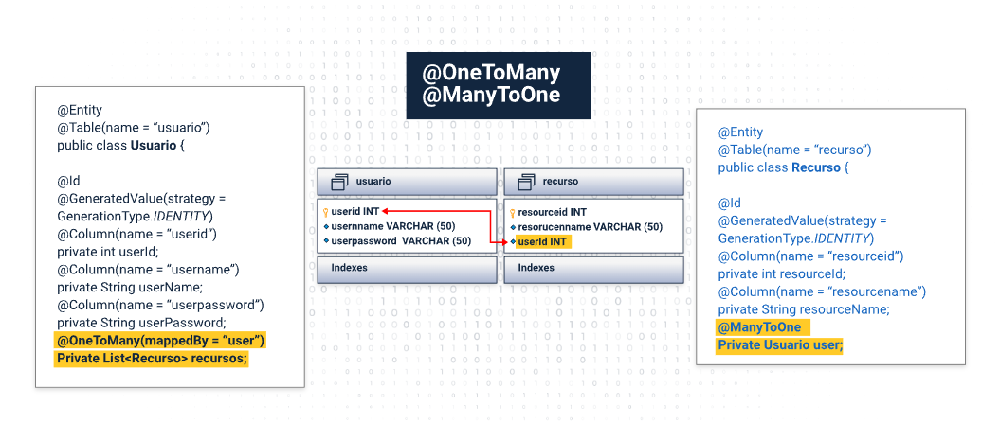 @OneToMany
@ManyToOne
@Entity
@Table(name = “usuario”)
public class Usuario {
@Id
@GeneratedValue(strategy =
GenerationType.IDENTITY)
@Column(name = “userid”)
private int userId;
@Column(name = “username”)
private String userName;
@Column(name = “userpassword”)
private String userPassword;
@OneToMany(mappedBy = “user”)
Private List<Recurso> recursos;
usuario
userid INT
usernname VARCHAR (50)
userpassword VARCHAR (50)
Indexes
recurso
resourceid INT
resorucenname VARCHAR (50)
userId INT
Indexes
@Entity
@Table(name = “recurso”)
public class Recurso {
@Id
@GeneratedValue(strategy =
GenerationType.IDENTITY)
@Column(name = “resourceid”)
private int resourceId;
@Column(name = “resourcename”)
private String resourceName;
@ManyToOne
Private Usuario user;